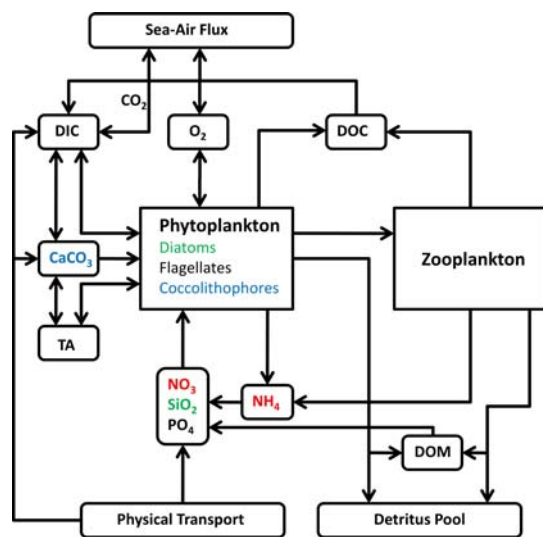 Sea-Air Flux
CO₂
DIC
O₂
DOC
Phytoplankton
Diatoms
Flagellates
Coccolithophores
Zooplankton
CaCO₃
TA
NO₃
SiO₂
PO₄
NH₄
DOM
Physical Transport
Detritus Pool